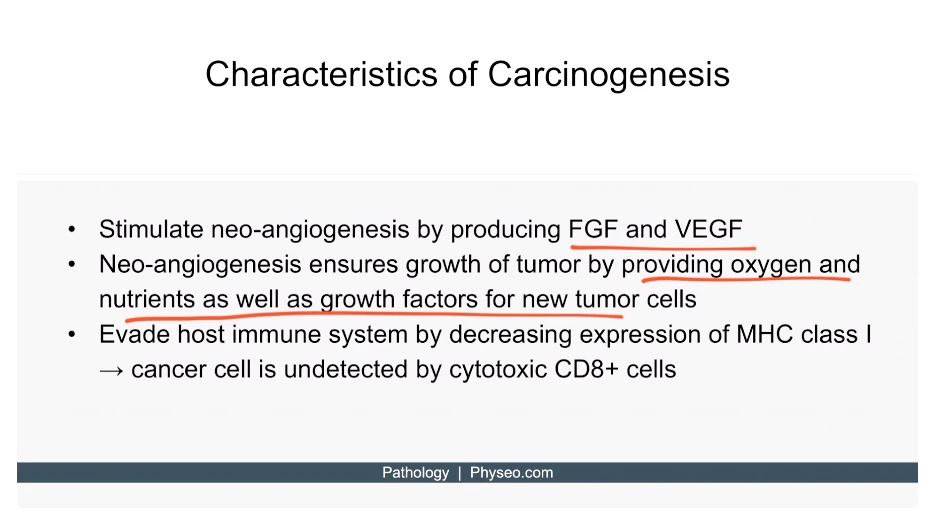 Characteristics of Carcinogenesis
• Stimulate neo-angiogenesis by producing FGF and VEGF
• Neo-angiogenesis ensures growth of tumor by providing oxygen and
nutrients as well as growth factors for new tumor cells
• Evade host immune system by decreasing expression of MHC class I
→ cancer cell is undetected by cytotoxic CD8+ cells
Pathology | Physeo.com